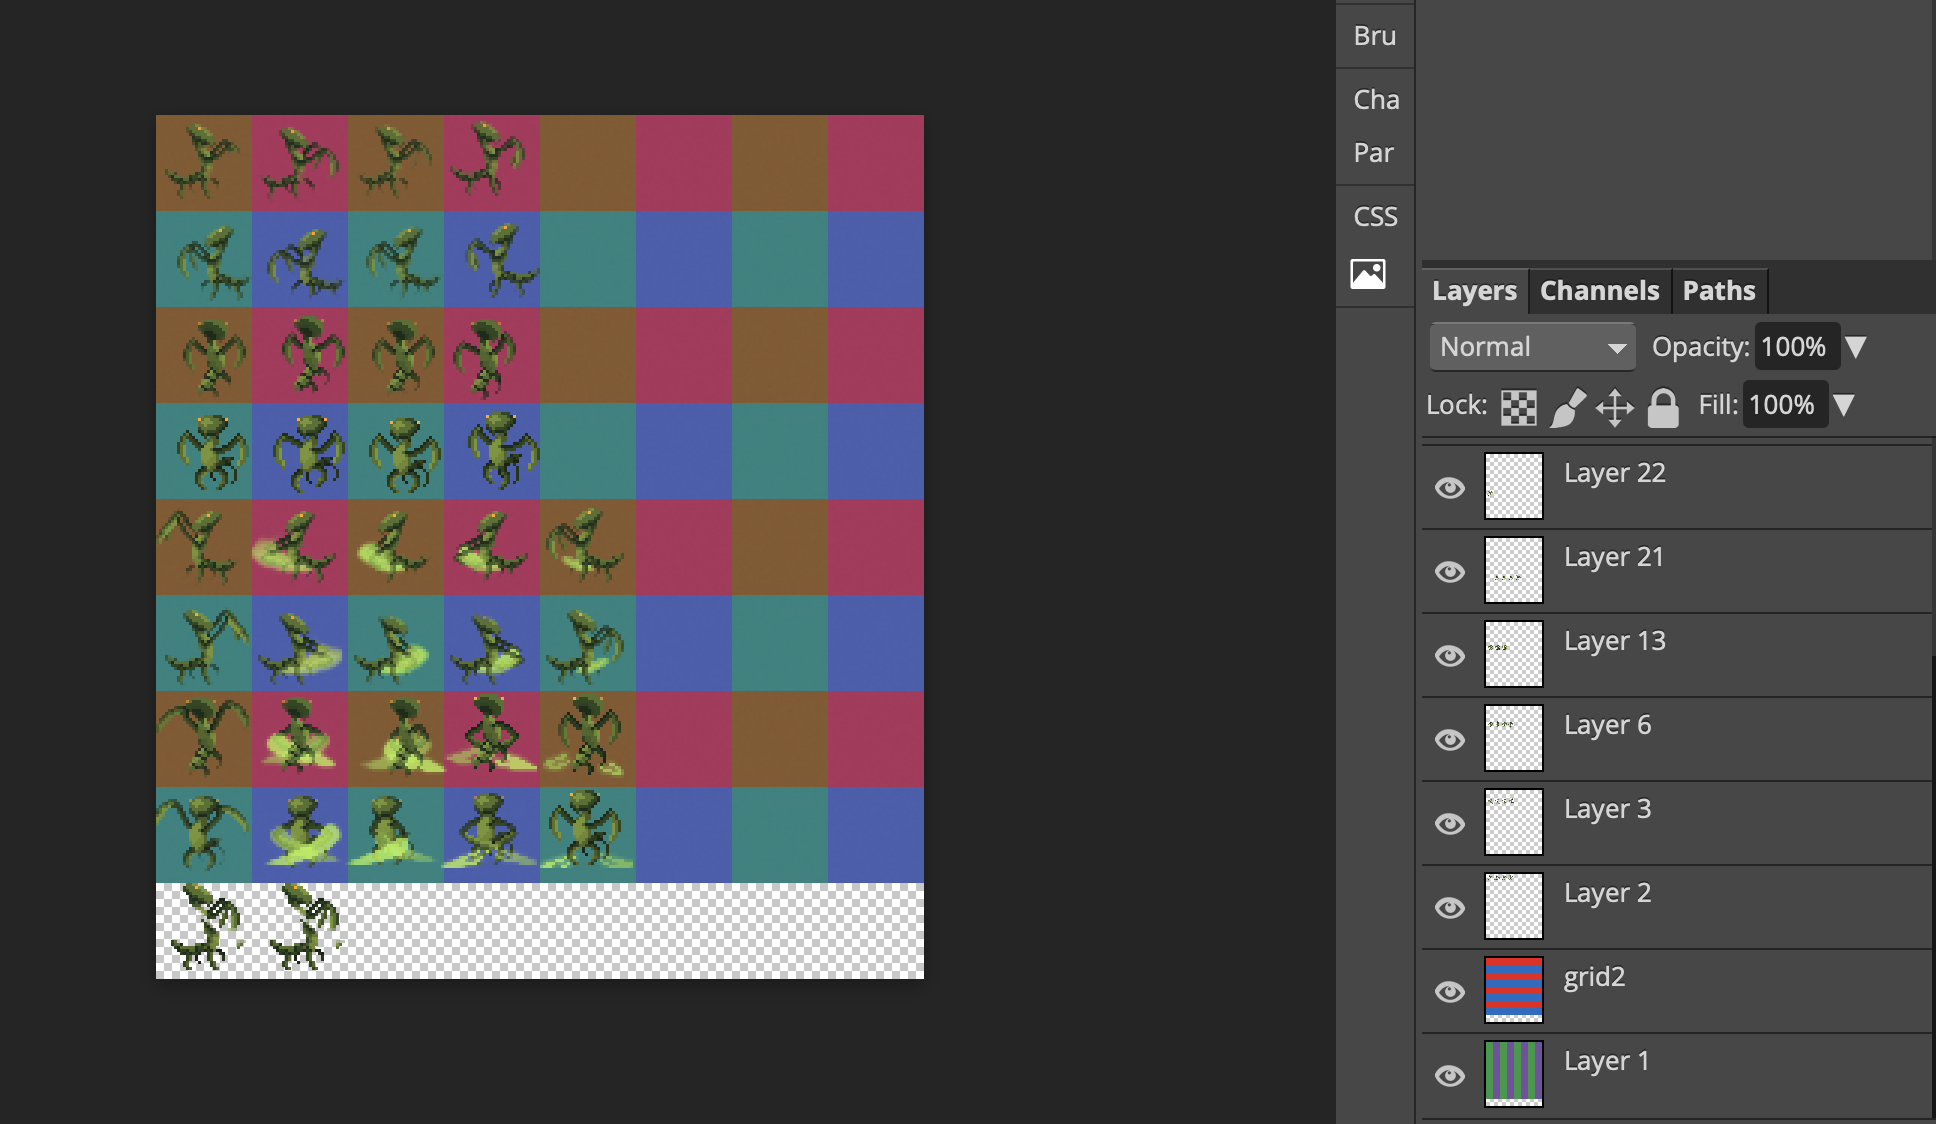 Bru
Cha
Par
CSS
Layers Channels Paths
Normal Opacity: 100%
Lock: Fill: 100%
Layer 22
Layer 21
Layer 13
Layer 6
Layer 3
Layer 2
grid2
Layer 1